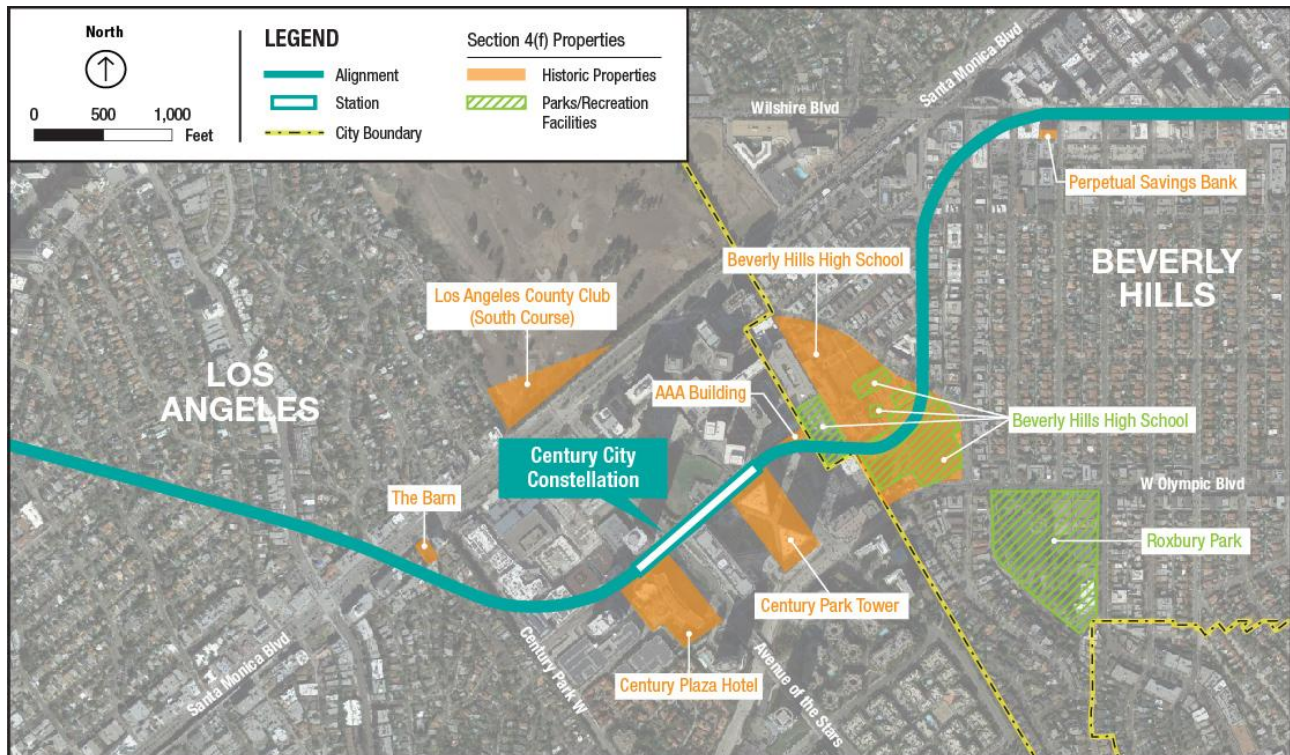 North
0 500 1,000
Feet
LEGEND
Alignment
Station
City Boundary
Section 4(f) Properties
Historic Properties
Parks/Recreation
Facilities
Santa Monica Blvd
Wilshire Blvd
Perpetual Savings Bank
BEVERLY
HILLS
Beverly Hills High School
Los Angeles County Club
(South Course)
LOS
ANGELES
AAA Building
Beverly Hills High School
Century City
Constellation
W Olympic Blvd
The Barn
Roxbury Park
Century Park Tower
Santa Monica Blvd
Century Park W
Century Plaza Hotel
Avenue of the Stars